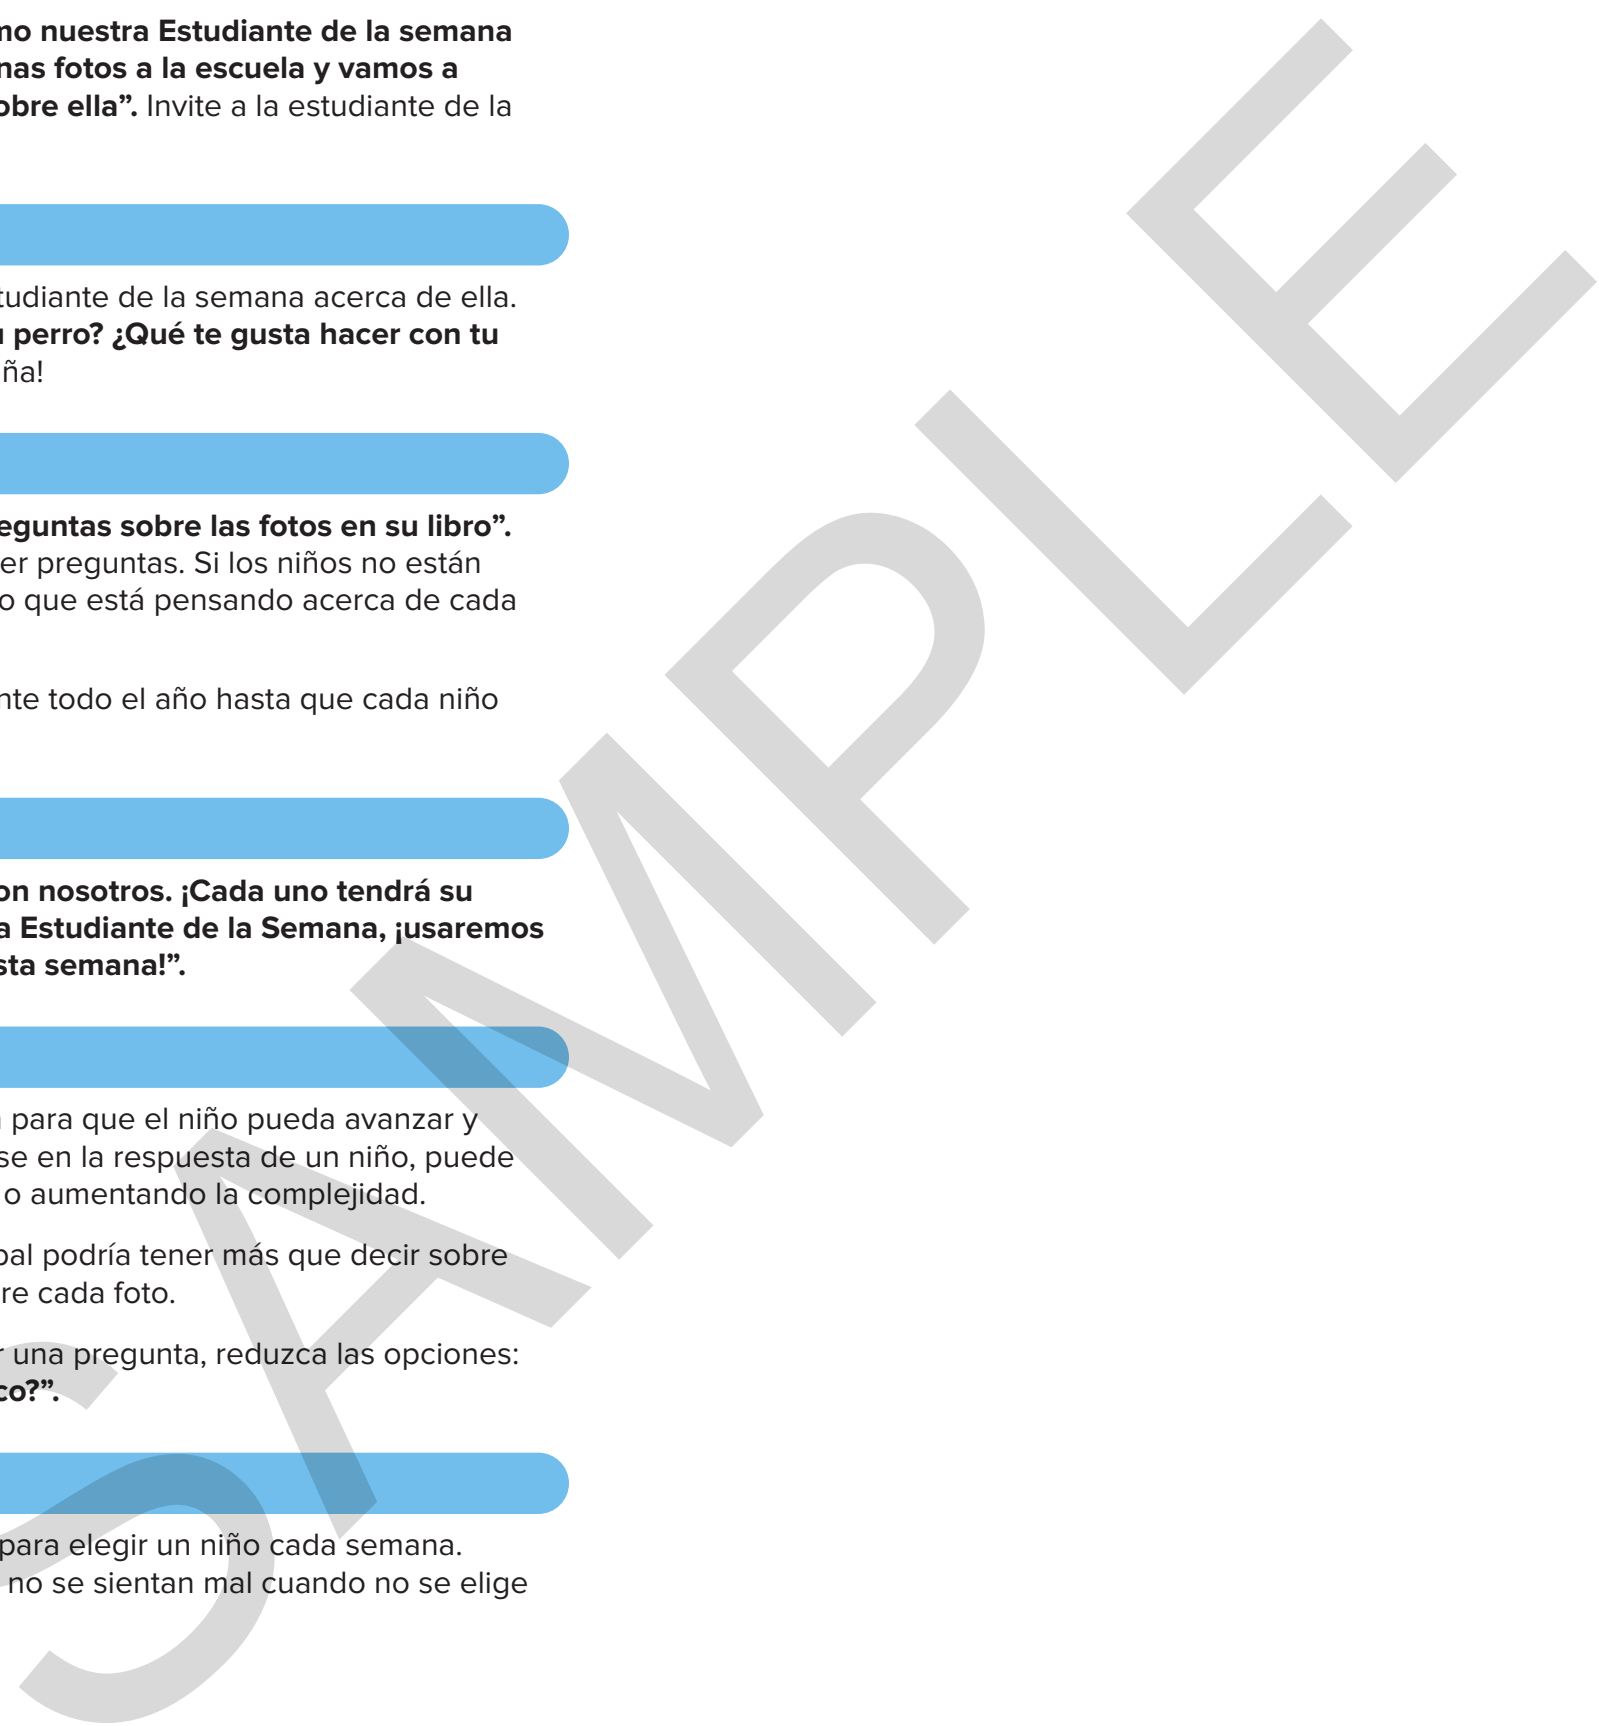 mo nuestra Estudiante de la semana
nas fotos a la escuela y vamos a
obre ella”. Invite a la estudiante de la
tudiante de la semana acerca de ella.
u perro? ¿Qué te gusta hacer con tu
iña!
eguntas sobre las fotos en su libro”.
er preguntas. Si los niños no están
o que está pensando acerca de cada
nte todo el año hasta que cada niño
on nosotros. ¡Cada uno tendrá su
a Estudiante de la Semana, ¡usaremos
sta semana!”.
a para que el niño pueda avanzar y
se en la respuesta de un niño, puede
o aumentando la complejidad.
bal podría tener más que decir sobre
re cada foto.
r una pregunta, reduzca las opciones:
co?”.
para elegir un niño cada semana.
no se sientan mal cuando no se elige
SAMPLE